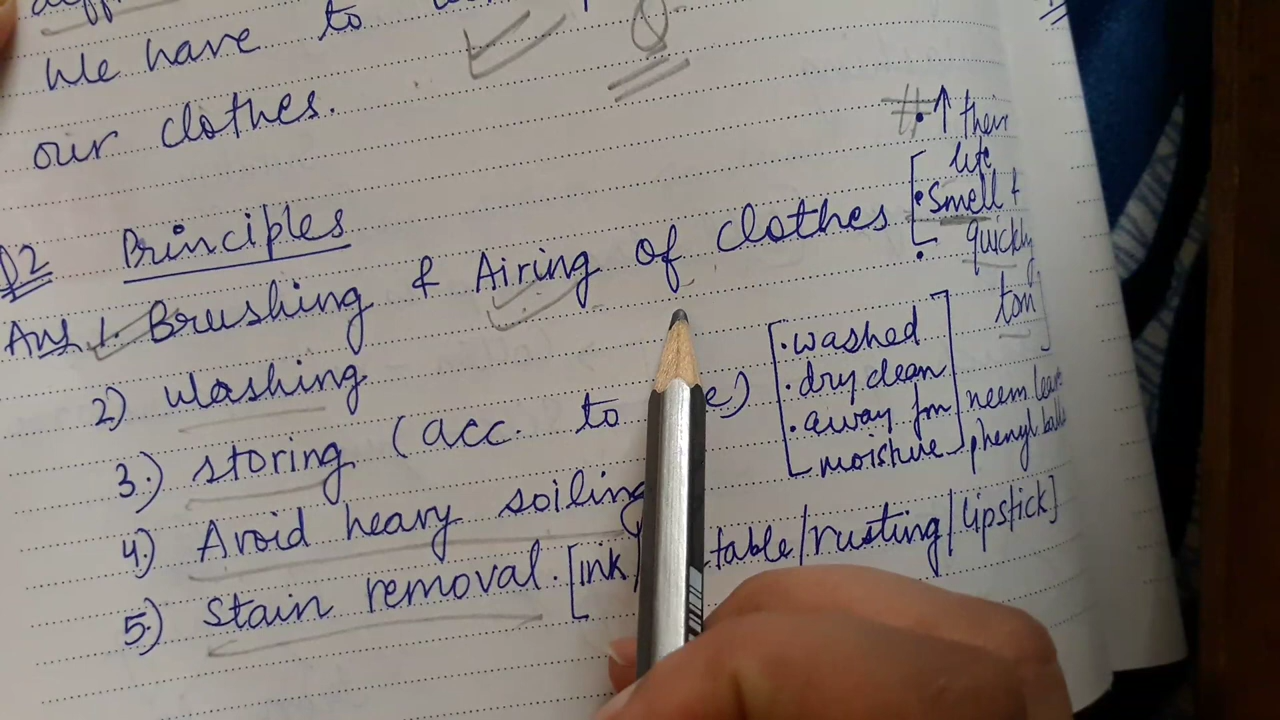 We have to
our clothes.
Q2 Principles
Ans 1. Brushing & Airing of clothes [• ↑ their
life
• smell +
• quickly
torn]
2) Washing
3.) storing (acc. to [• washed
• dry clean
• away fm
moisture] neem leaves
phenyl balls
4.) Avoid heavy soiling
5.) Stain removal. [ink / table/rusting/lipstick]